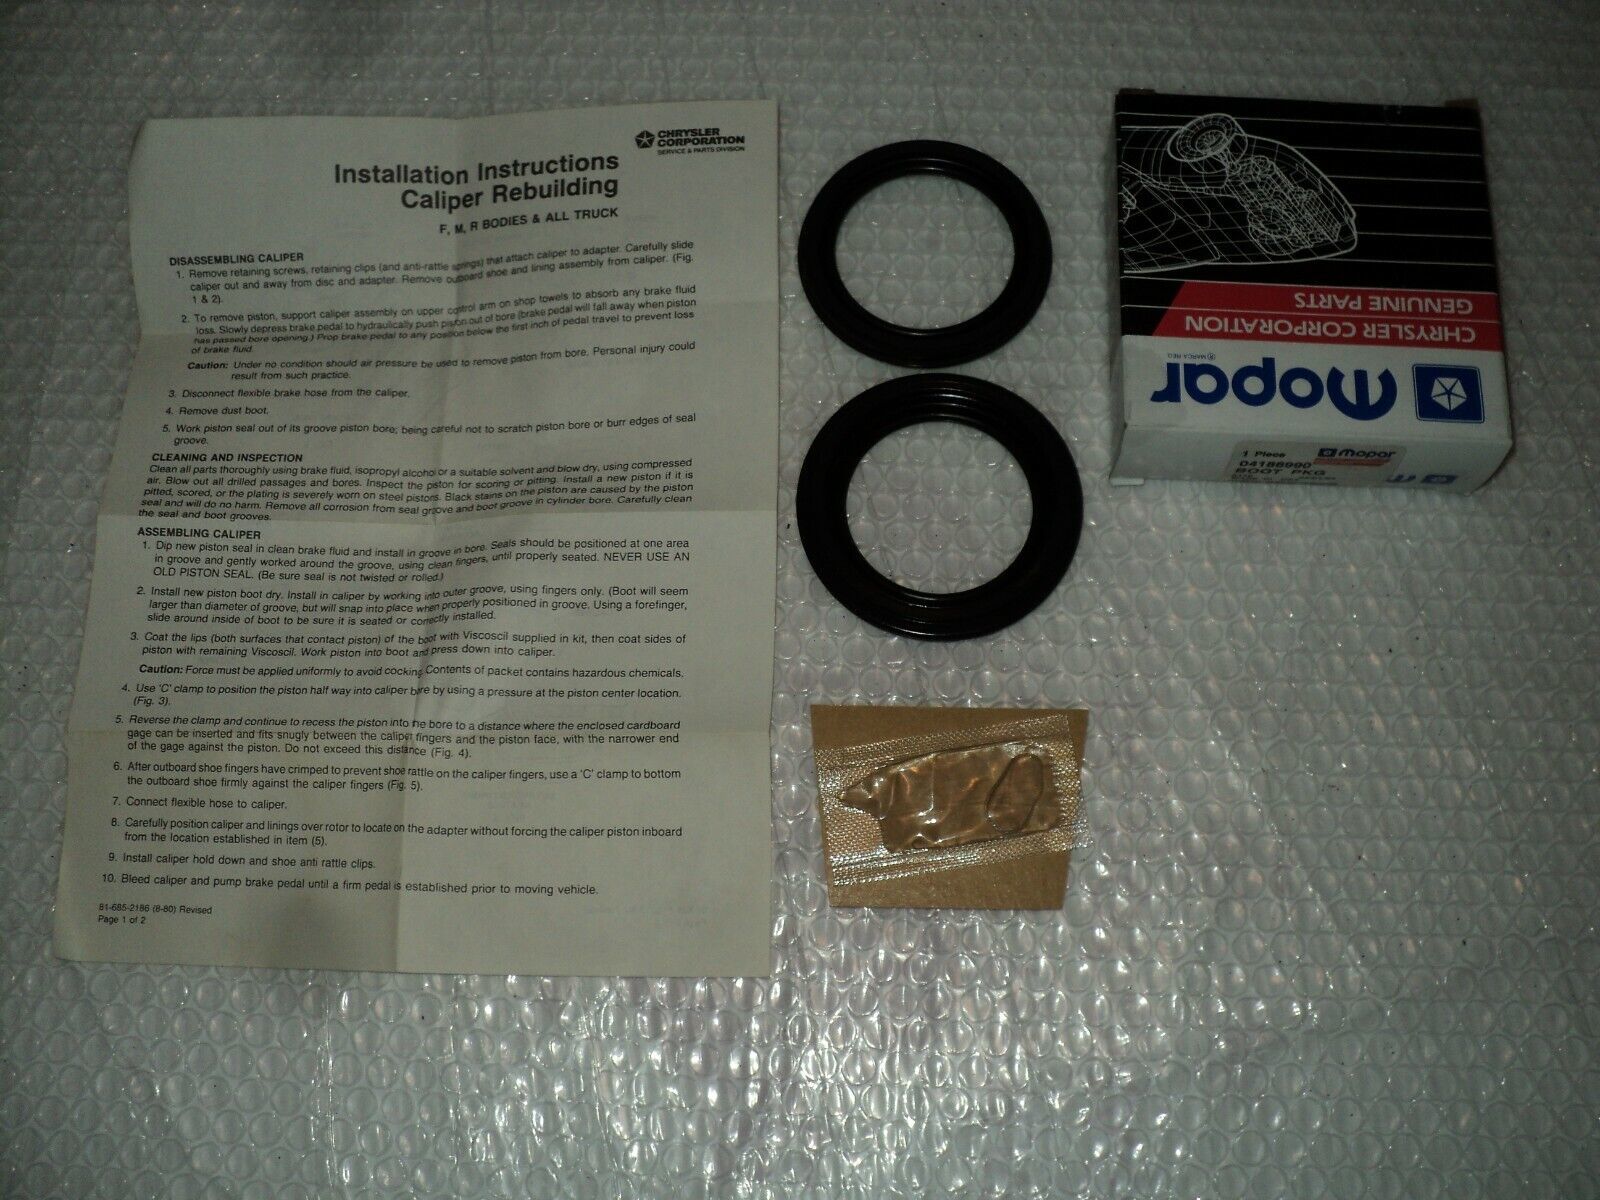 CHRYSLER
CORPORATION
SERVICE & PARTS DIVISION
Installation Instructions
Caliper Rebuilding
F, M, R BODIES & ALL TRUCK
DISASSEMBLING CALIPER
1. Remove retaining screws, retaining clips (and anti-rattle springs) that attach caliper to adapter. Carefully slide
caliper out and away from disc and adapter. Remove outboard shoe and lining assembly from caliper. (Fig.
1 & 2).
2. To remove piston, support caliper assembly on upper control arm on shop towels to absorb any brake fluid
loss. Slowly depress brake pedal to hydraulically push piston out of bore (brake pedal will fall away when piston
has passed bore opening.) Prop brake pedal to any position below the first inch of pedal travel to prevent loss
of brake fluid.
Caution: Under no condition should air pressure be used to remove piston from bore. Personal injury could
result from such practice.
3. Disconnect flexible brake hose from the caliper.
4. Remove dust boot.
5. Work piston seal out of its groove piston bore; being careful not to scratch piston bore or burr edges of seal
groove.
CLEANING AND INSPECTION
Clean all parts thoroughly using brake fluid, isopropyl alcohol or a suitable solvent and blow dry, using compressed
air. Blow out all drilled passages and bores. Inspect the piston for scoring or pitting. Install a new piston if it is
pitted, scored, or the plating is severely worn on steel pistons. Black stains on the piston are caused by the piston
seal and will do no harm. Remove all corrosion from seal groove and boot groove in cylinder bore. Carefully clean
the seal and boot grooves.
ASSEMBLING CALIPER
1. Dip new piston seal in clean brake fluid and install in groove in bore. Seals should be positioned at one area
in groove and gently worked around the groove, using clean fingers, until properly seated. NEVER USE AN
OLD PISTON SEAL. (Be sure seal is not twisted or rolled.)
2. Install new piston boot dry. Install in caliper by working into outer groove, using fingers only. (Boot will seem
larger than diameter of groove, but will snap into place when properly positioned in groove. Using a forefinger,
slide around inside of boot to be sure it is seated or correctly installed.
3. Coat the lips (both surfaces that contact piston) of the boot with Viscoscil supplied in kit, then coat sides of
piston with remaining Viscoscil. Work piston into boot and press down into caliper.
Caution: Force must be applied uniformly to avoid cocking. Contents of packet contains hazardous chemicals.
4. Use 'C' clamp to position the piston half way into caliper bore by using a pressure at the piston center location.
(Fig. 3).
5. Reverse the clamp and continue to recess the piston into the bore to a distance where the enclosed cardboard
gage can be inserted and fits snugly between the caliper fingers and the piston face, with the narrower end
of the gage against the piston. Do not exceed this distance (Fig. 4).
6. After outboard shoe fingers have crimped to prevent shoe rattle on the caliper fingers, use a 'C' clamp to bottom
the outboard shoe firmly against the caliper fingers (Fig. 5).
7. Connect flexible hose to caliper.
8. Carefully position caliper and linings over rotor to locate on the adapter without forcing the caliper piston inboard
from the location established in item (5).
9. Install caliper hold down and shoe anti rattle clips.
10. Bleed caliper and pump brake pedal until a firm pedal is established prior to moving vehicle.
81-685-2186 (8-80) Revised
Page 1 of 2
Mopar
® MARCA REG.
CHRYSLER CORPORATION
GENUINE PARTS
1 Piece
Mopar
04186990
BOOT PKG